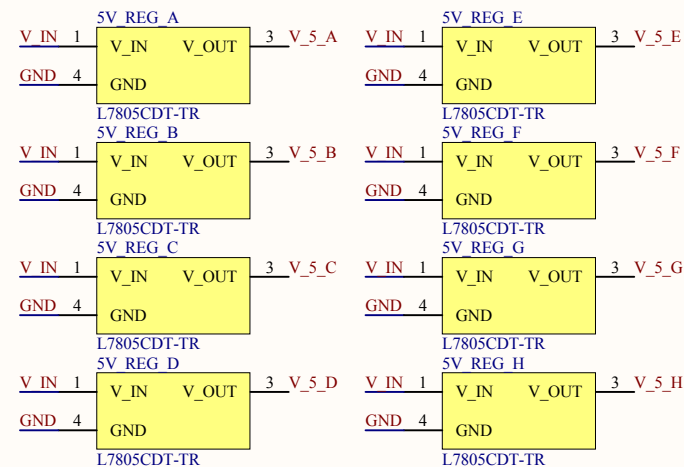 5V_REG_A
V_IN 1 V_IN V_OUT 3 V_5_A
GND 4 GND
L7805CDT-TR
5V_REG_B
V_IN 1 V_IN V_OUT 3 V_5_B
GND 4 GND
L7805CDT-TR
5V_REG_C
V_IN 1 V_IN V_OUT 3 V_5_C
GND 4 GND
L7805CDT-TR
5V_REG_D
V_IN 1 V_IN V_OUT 3 V_5_D
GND 4 GND
L7805CDT-TR
5V_REG_E
V_IN 1 V_IN V_OUT 3 V_5_E
GND 4 GND
L7805CDT-TR
5V_REG_F
V_IN 1 V_IN V_OUT 3 V_5_F
GND 4 GND
L7805CDT-TR
5V_REG_G
V_IN 1 V_IN V_OUT 3 V_5_G
GND 4 GND
L7805CDT-TR
5V_REG_H
V_IN 1 V_IN V_OUT 3 V_5_H
GND 4 GND
L7805CDT-TR